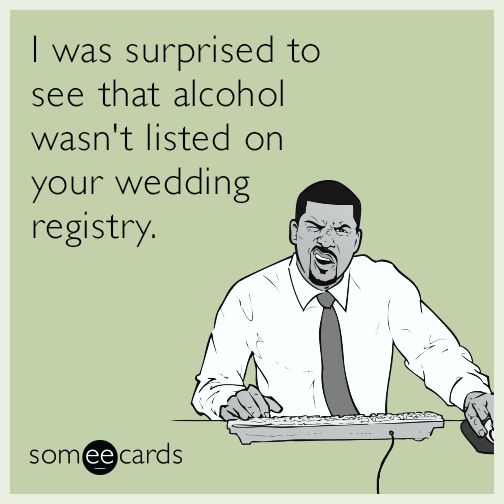 I was surprised to
see that alcohol
wasn't listed on
your wedding
registry.
someecards